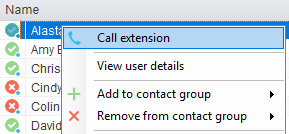 Name
Alasta
Call extension
Amy B
Chris
View user details
Cindy
Add to contact group
Colin
Remove from contact group
David